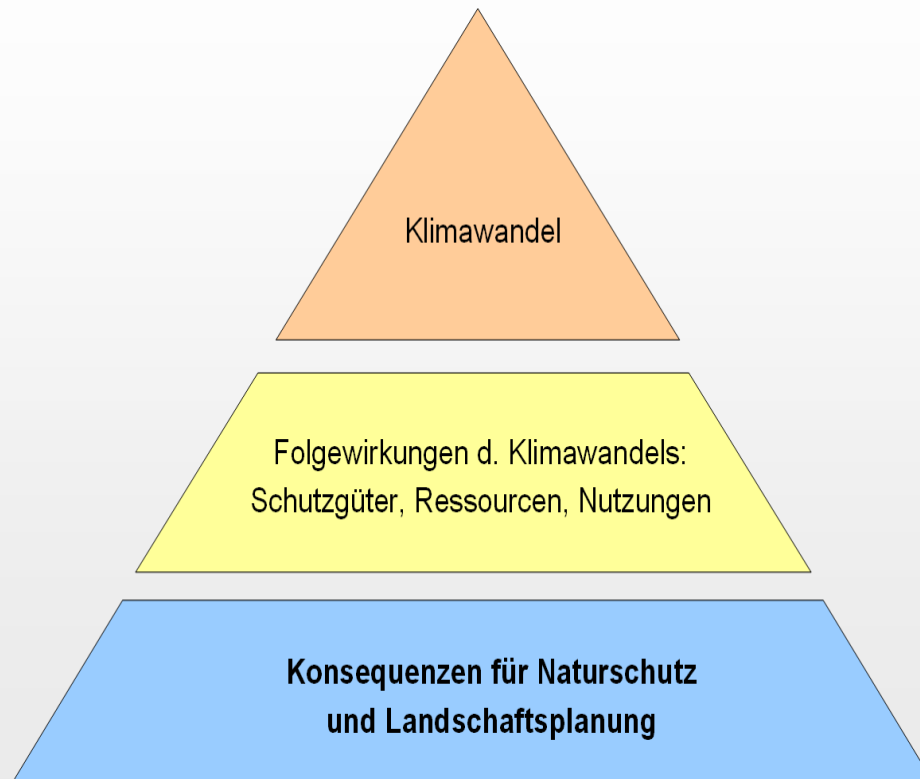 Klimawandel
Folgewirkungen d. Klimawandels:
Schutzgüter, Ressourcen, Nutzungen
Konsequenzen für Naturschutz
und Landschaftsplanung